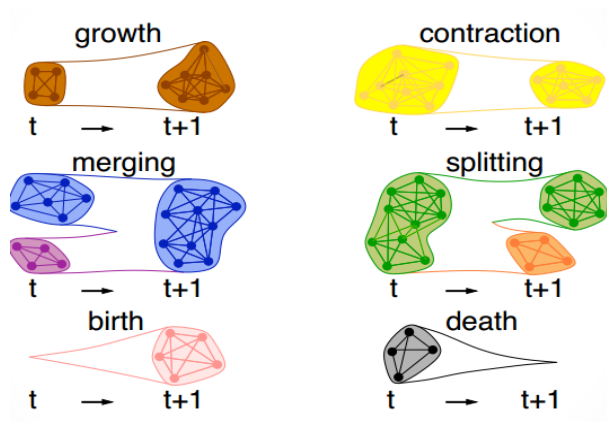 growth
contraction
t → t+1
t → t+1
merging
splitting
t → t+1
t → t+1
birth
death
t → t+1
t → t+1